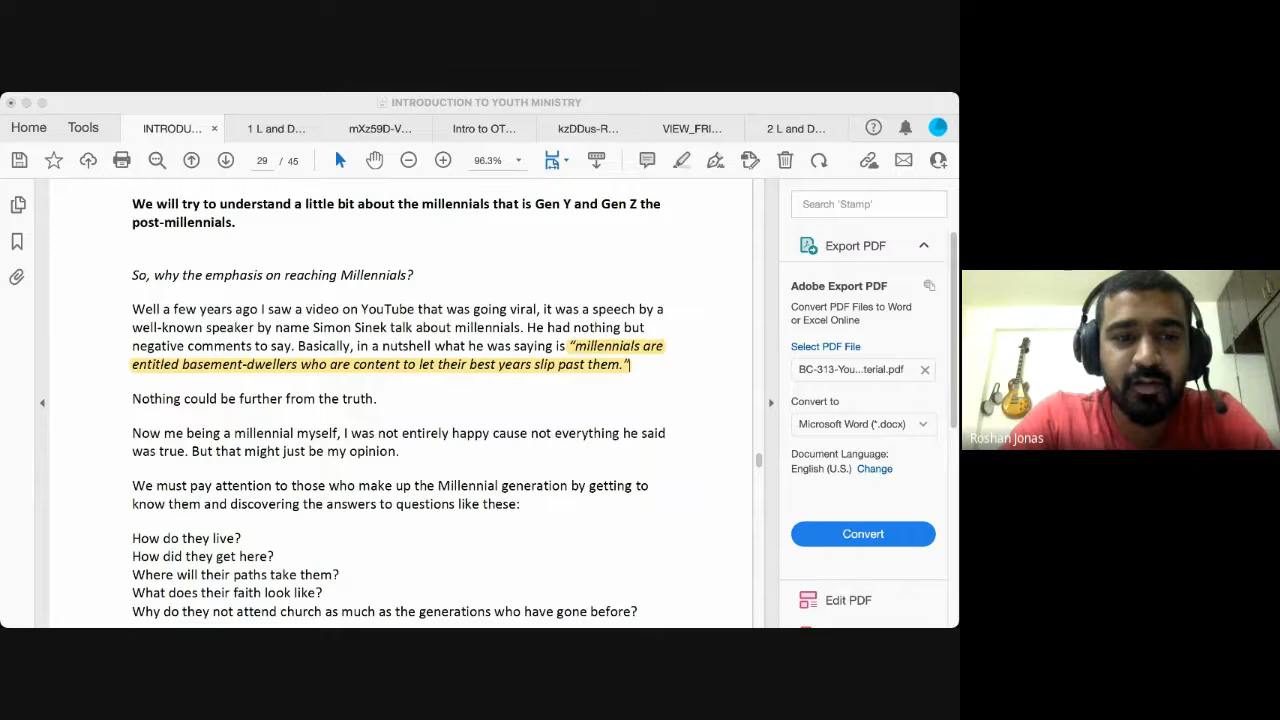 INTRODUCTION TO YOUTH MINISTRY
Home
Tools
INTRODU...
1 L and D...
mXz59D-V...
Intro to OT...
kzDDus-R...
VIEW_FRI...
2 L and D...
29 / 45
96.3%
We will try to understand a little bit about the millennials that is Gen Y and Gen Z the
post-millennials.
So, why the emphasis on reaching Millennials?
Well a few years ago I saw a video on YouTube that was going viral, it was a speech by a
well-known speaker by name Simon Sinek talk about millennials. He had nothing but
negative comments to say. Basically, in a nutshell what he was saying is “millennials are
entitled basement-dwellers who are content to let their best years slip past them.”
Nothing could be further from the truth.
Now me being a millennial myself, I was not entirely happy cause not everything he said
was true. But that might just be my opinion.
We must pay attention to those who make up the Millennial generation by getting to
know them and discovering the answers to questions like these:
How do they live?
How did they get here?
Where will their paths take them?
What does their faith look like?
Why do they not attend church as much as the generations who have gone before?
Search 'Stamp'
Export PDF
Adobe Export PDF
Convert PDF Files to Word
or Excel Online
Select PDF File
BC-313-You...terial.pdf
Convert to
Microsoft Word (*.docx)
Document Language:
English (U.S.) Change
Convert
Edit PDF
Roshan Jonas